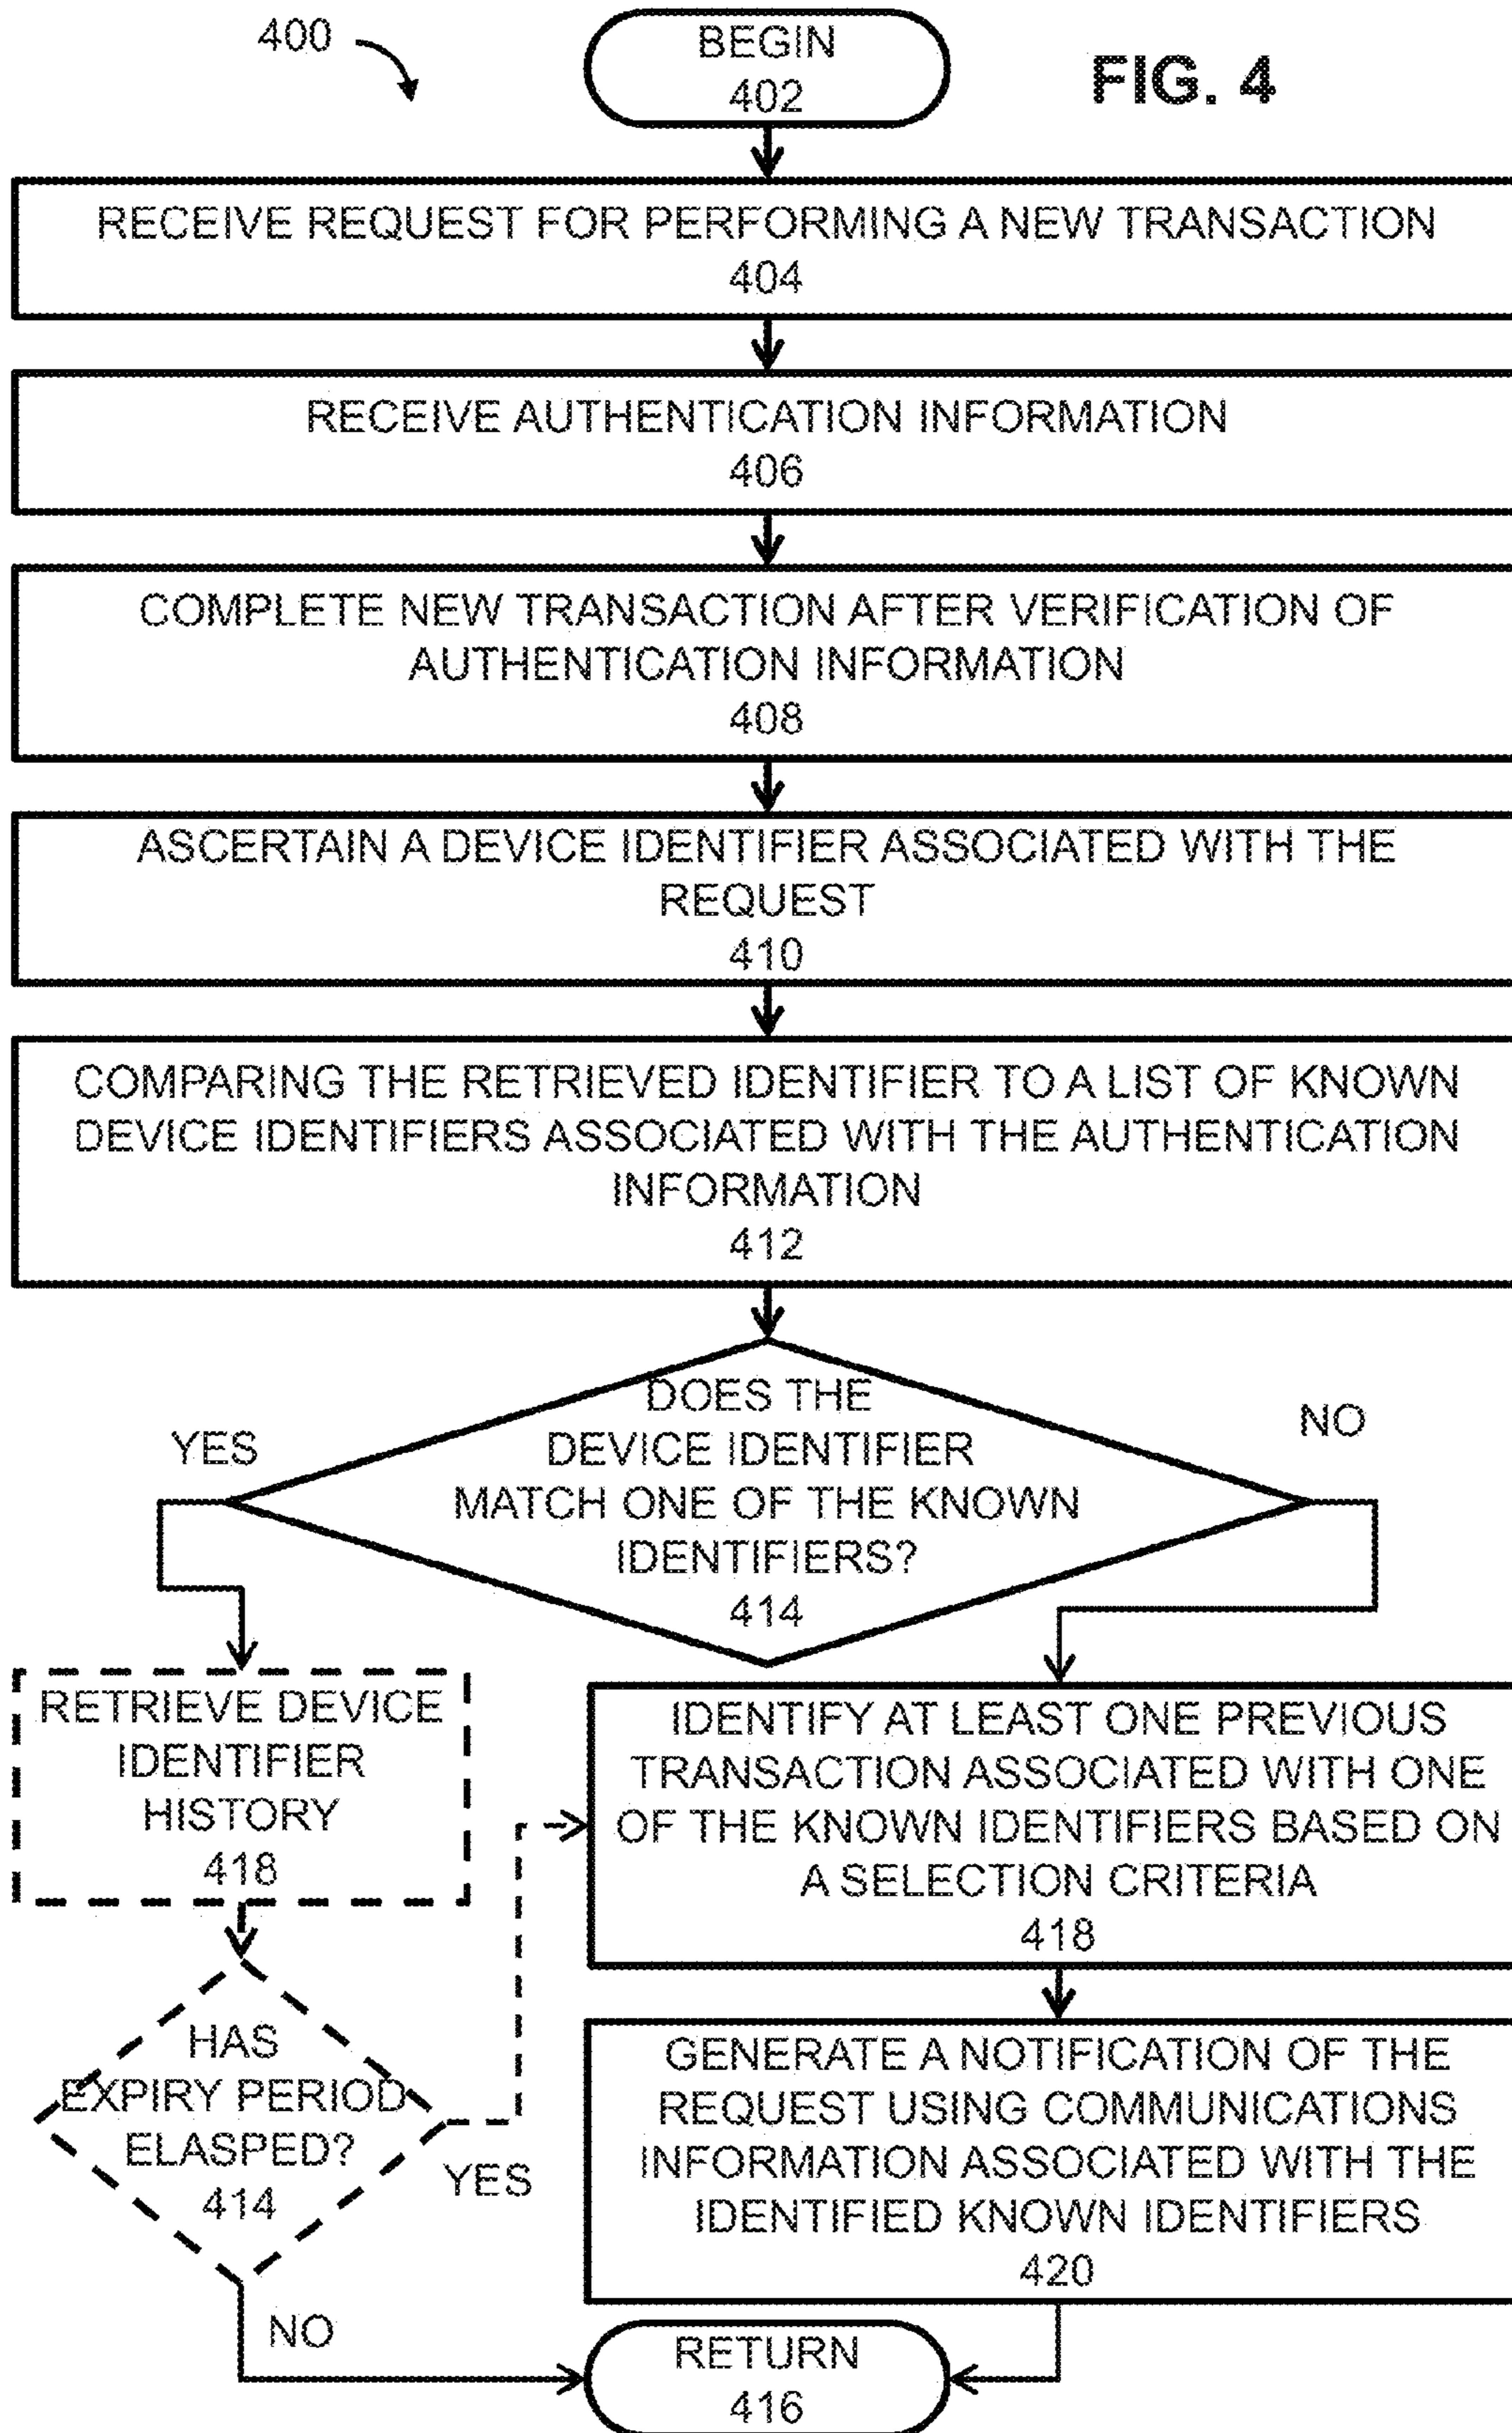 400
BEGIN
402
FIG. 4
RECEIVE REQUEST FOR PERFORMING A NEW TRANSACTION
404
RECEIVE AUTHENTICATION INFORMATION
406
COMPLETE NEW TRANSACTION AFTER VERIFICATION OF
AUTHENTICATION INFORMATION
408
ASCERTAIN A DEVICE IDENTIFIER ASSOCIATED WITH THE
REQUEST
410
COMPARING THE RETRIEVED IDENTIFIER TO A LIST OF KNOWN
DEVICE IDENTIFIERS ASSOCIATED WITH THE AUTHENTICATION
INFORMATION
412
DOES THE
DEVICE IDENTIFIER
MATCH ONE OF THE KNOWN
IDENTIFIERS?
414
YES
NO
RETRIEVE DEVICE
IDENTIFIER
HISTORY
418
IDENTIFY AT LEAST ONE PREVIOUS
TRANSACTION ASSOCIATED WITH ONE
OF THE KNOWN IDENTIFIERS BASED ON
A SELECTION CRITERIA
418
HAS
EXPIRY PERIOD
ELASPED?
414
YES
NO
GENERATE A NOTIFICATION OF THE
REQUEST USING COMMUNICATIONS
INFORMATION ASSOCIATED WITH THE
IDENTIFIED KNOWN IDENTIFIERS
420
RETURN
416